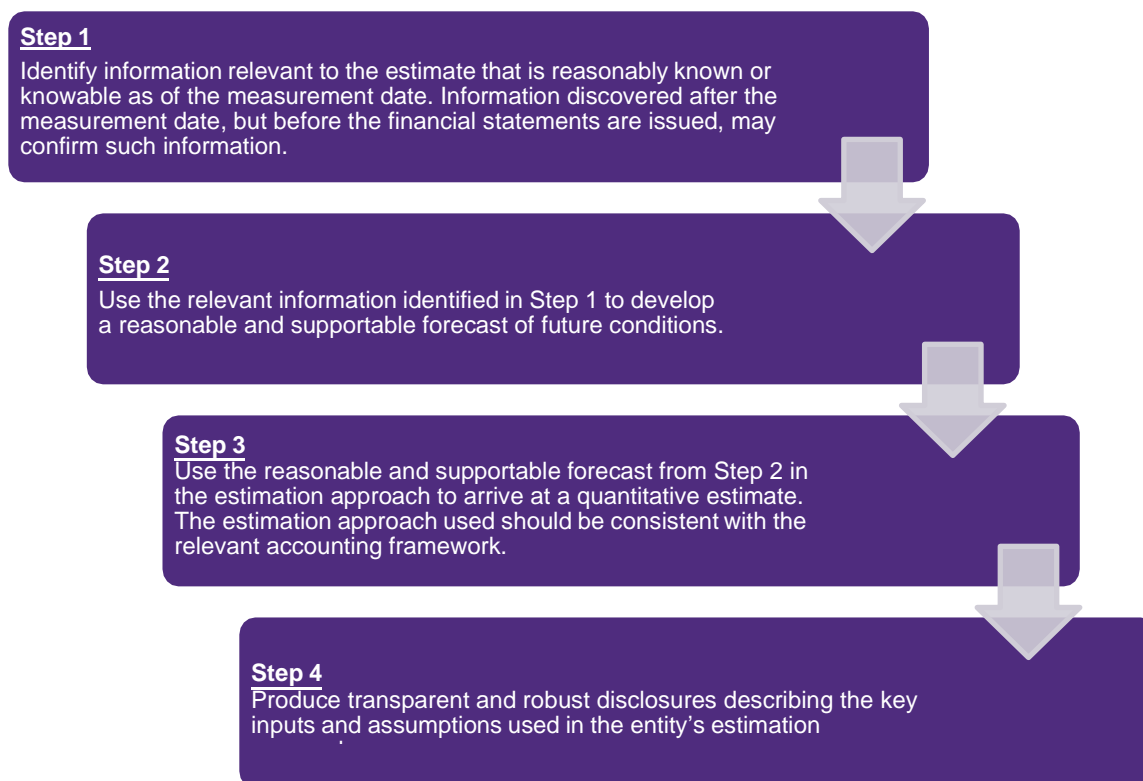 Step 1
Identify information relevant to the estimate that is reasonably known or
knowable as of the measurement date. Information discovered after the
measurement date, but before the financial statements are issued, may
confirm such information.
Step 2
Use the relevant information identified in Step 1 to develop
a reasonable and supportable forecast of future conditions.
Step 3
Use the reasonable and supportable forecast from Step 2 in
the estimation approach to arrive at a quantitative estimate.
The estimation approach used should be consistent with the
relevant accounting framework.
Step 4
Produce transparent and robust disclosures describing the key
inputs and assumptions used in the entity’s estimation